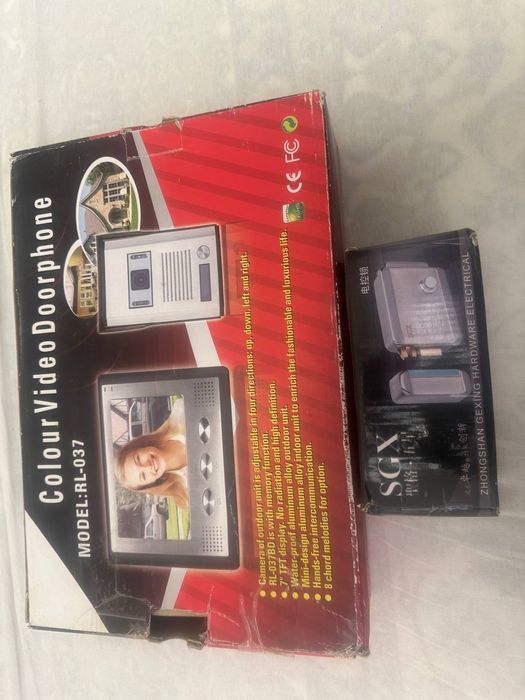 Colour Video Doorphone
MODEL:RL-037
Camera of outdoor unit is adjustable in four directions: up, down, left and right.
RL-037BD is with memory function.
7" TFT display. No radiation and high definition.
Water-proof aluminum alloy outdoor unit.
Mini-design aluminum alloy indoor unit to enrich the fashionable and luxurious life.
Hands-free intercommunication.
8 chord melodies for option.
CE FC
电控锁
SGX
ZHONGSHAN GEXING HARDWARE ELECTRICAL